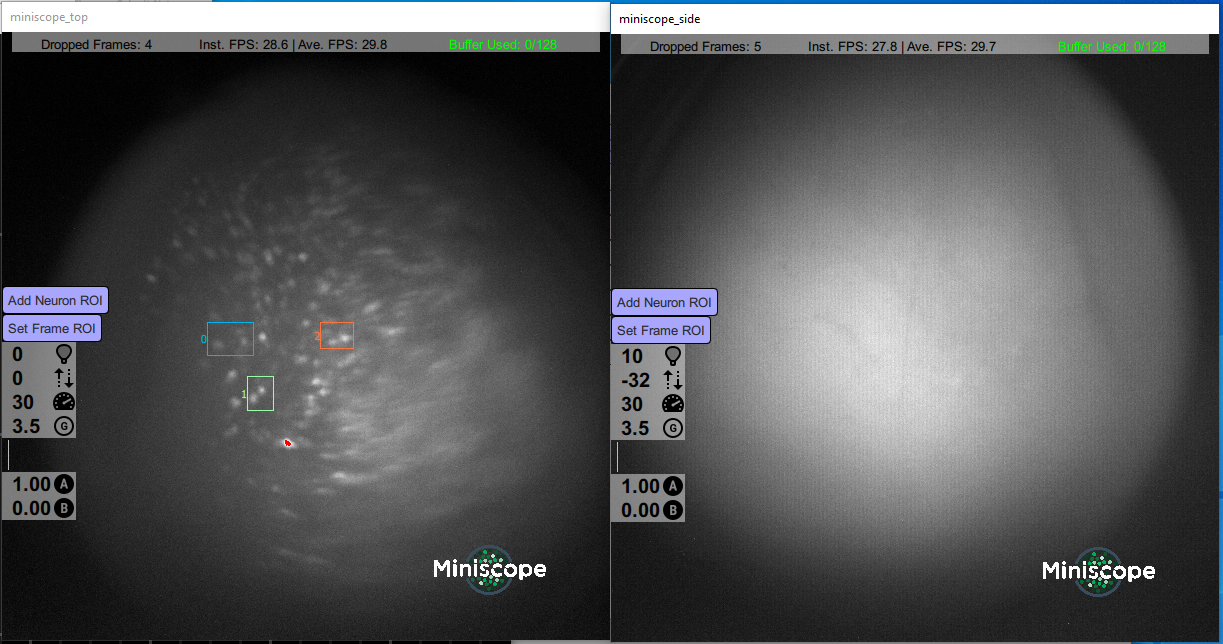 miniscope_top
Dropped Frames: 4
Inst. FPS: 28.6 | Ave. FPS: 29.8
Buffer Used: 0/128
0
2
1
Add Neuron ROI
Set Frame ROI
0
0
30
3.5 G
1.00 A
0.00 B
Miniscope
miniscope_side
Dropped Frames: 5
Inst. FPS: 27.8 | Ave. FPS: 29.7
Buffer Used: 0/128
Add Neuron ROI
Set Frame ROI
10
-32
30
3.5 G
1.00 A
0.00 B
Miniscope